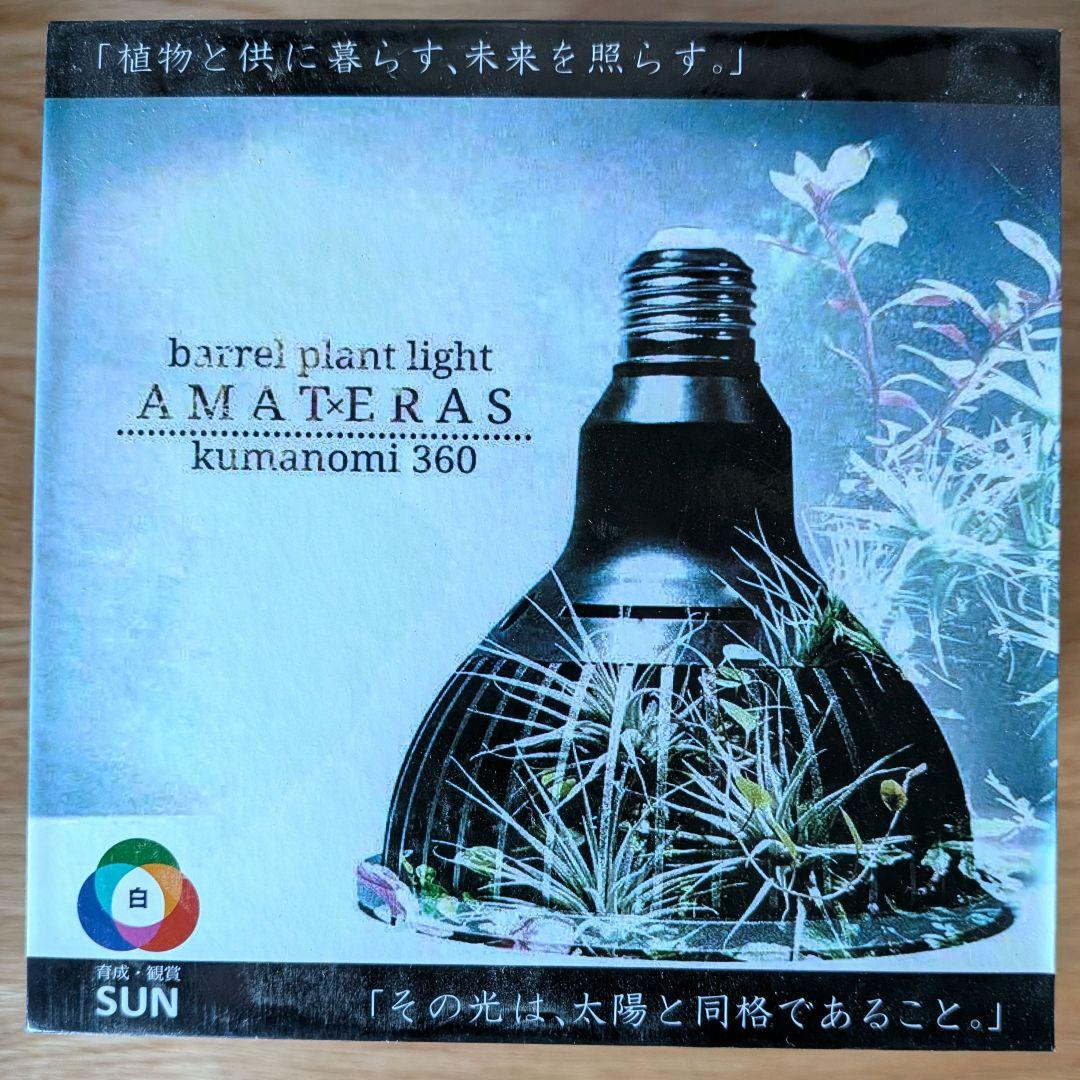 「植物と供に暮らす、未来を照らす。」
barrel plant light
AMAT×ERAS
kumanomi 360
白
育成・観賞
SUN
「その光は、太陽と同格であること。」